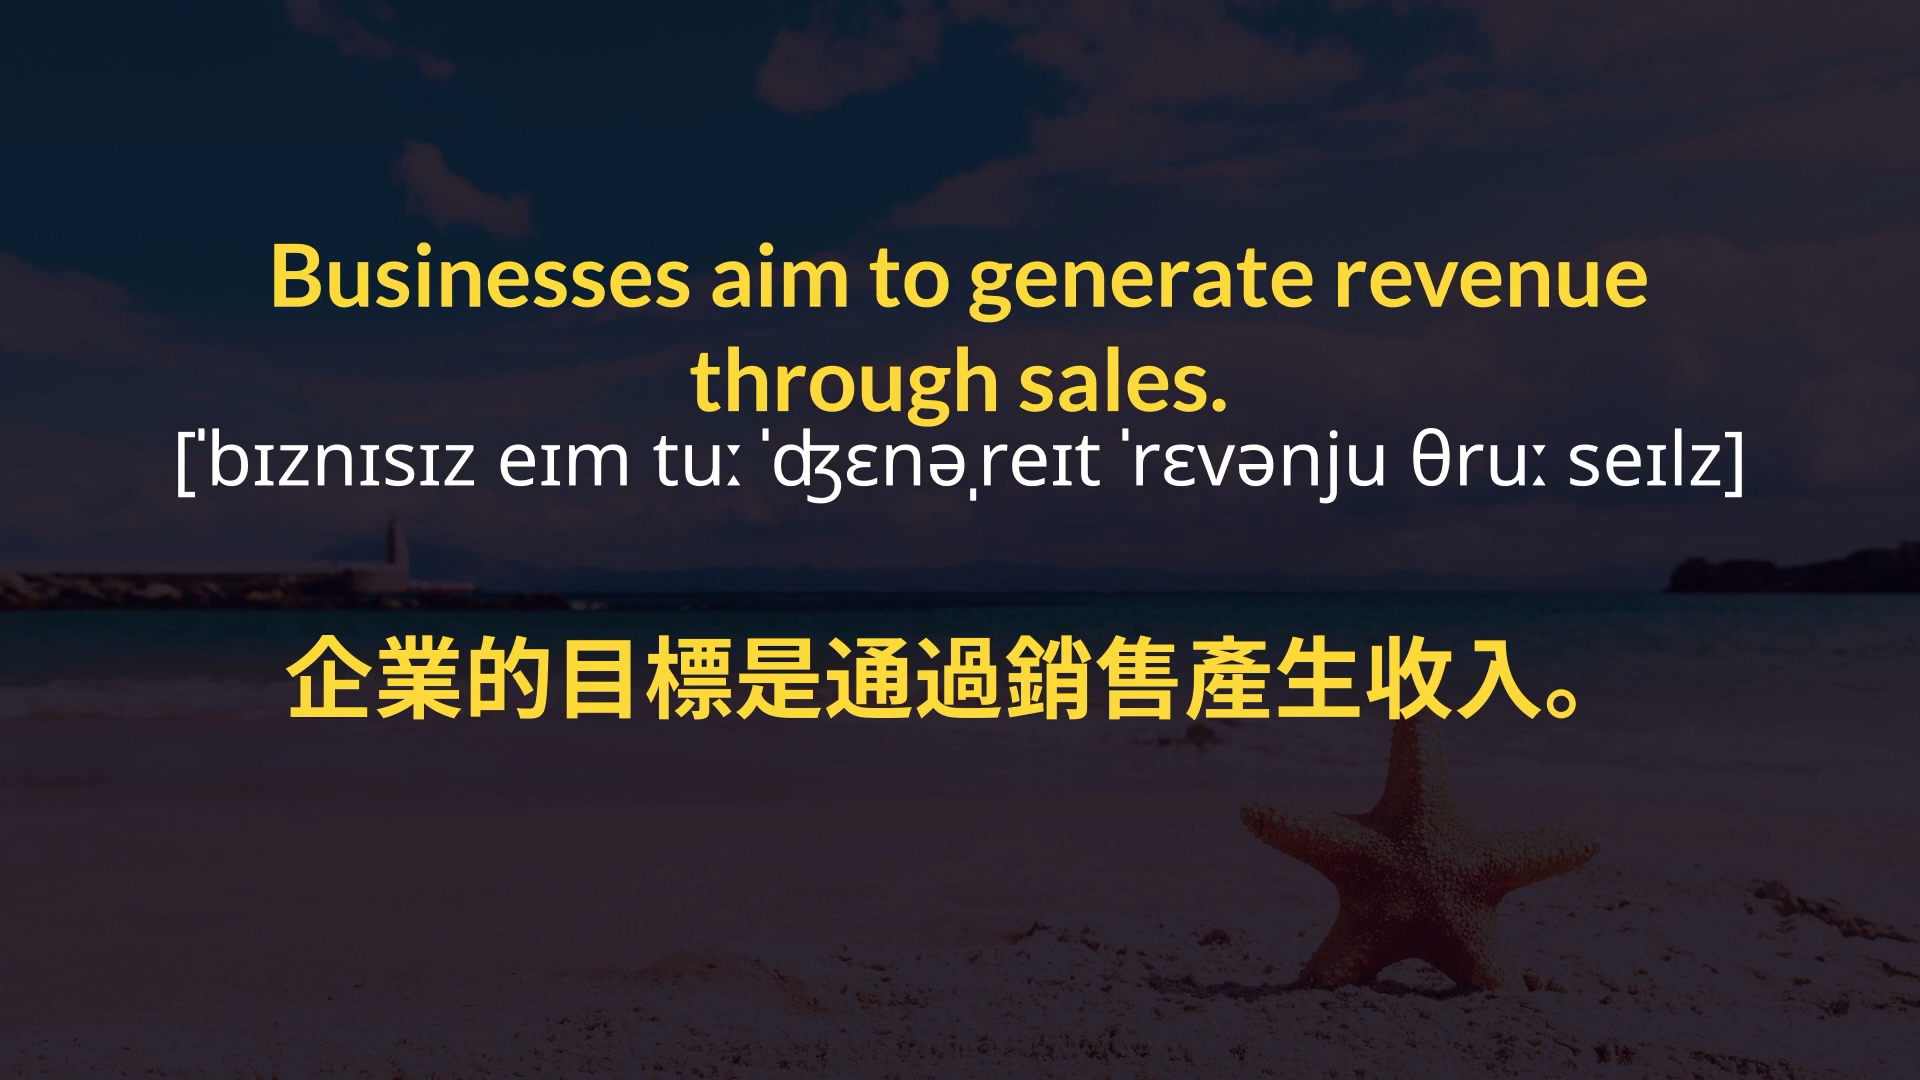 Businesses aim to generate revenue
through sales.
[ˈbɪznɪsɪz eɪm tuː ˈʤɛnəˌreɪt ˈrɛvənju θruː seɪlz]
企業的目標是通過銷售產生收入。